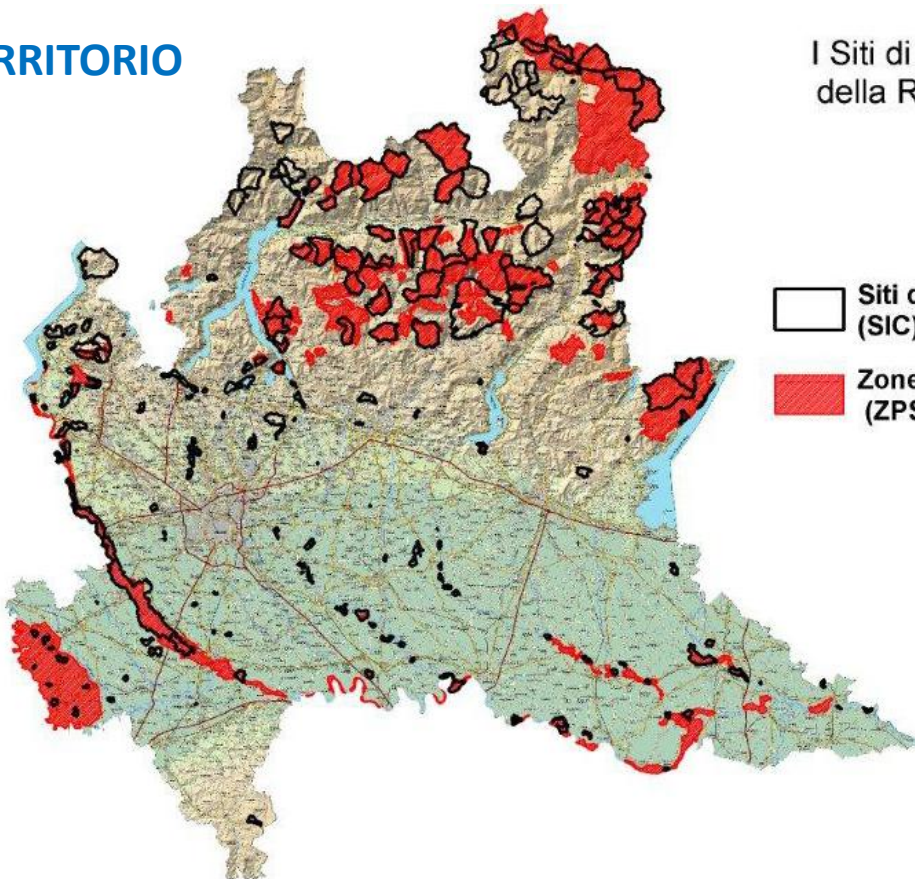 RRITORIO
I Siti di
della R
Siti d
(SIC)
Zone
(ZPS